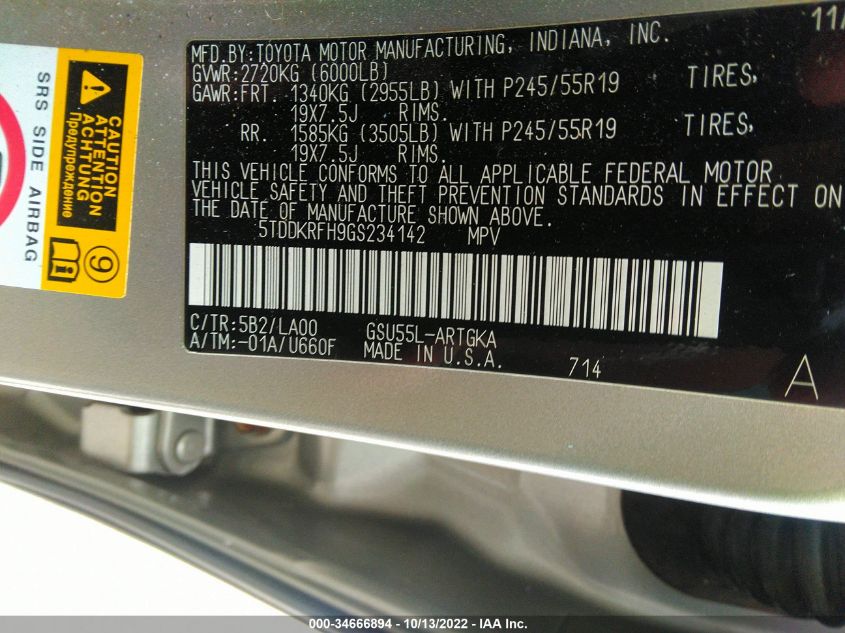 11/
MFD.BY:TOYOTA MOTOR MANUFACTURING, INDIANA, INC.
GVWR:2720KG (6000LB)
GAWR:FRT. 1340KG (2955LB) WITH P245/55R19 TIRES,
19X7.5J RIMS.
RR. 1585KG (3505LB) WITH P245/55R19 TIRES,
19X7.5J RIMS.
THIS VEHICLE CONFORMS TO ALL APPLICABLE FEDERAL MOTOR
VEHICLE SAFETY AND THEFT PREVENTION STANDARDS IN EFFECT ON
THE DATE OF MANUFACTURE SHOWN ABOVE.
5TDDKRFH9GS234142 MPV
C/TR:5B2/LA00 GSU55L-ARTGKA
A/TM:-01A/U660F MADE IN U.S.A. 714
A
CAUTION
ATTENTION
ACHTUNG
Предупреждение
SRS SIDE AIRBAG
9
000-34666894 - 10/13/2022 - IAA Inc.